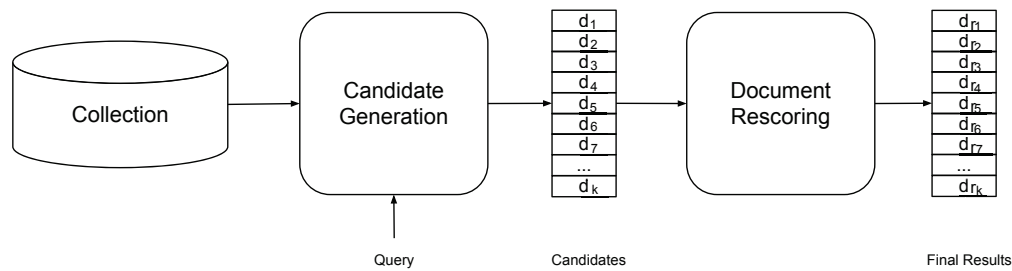 Collection
Candidate
Generation
Query
d1
d2
d3
d4
d5
d6
d7
...
dk
Candidates
Document
Rescoring
dr1
dr2
dr3
dr4
dr5
dr6
dr7
...
drk
Final Results